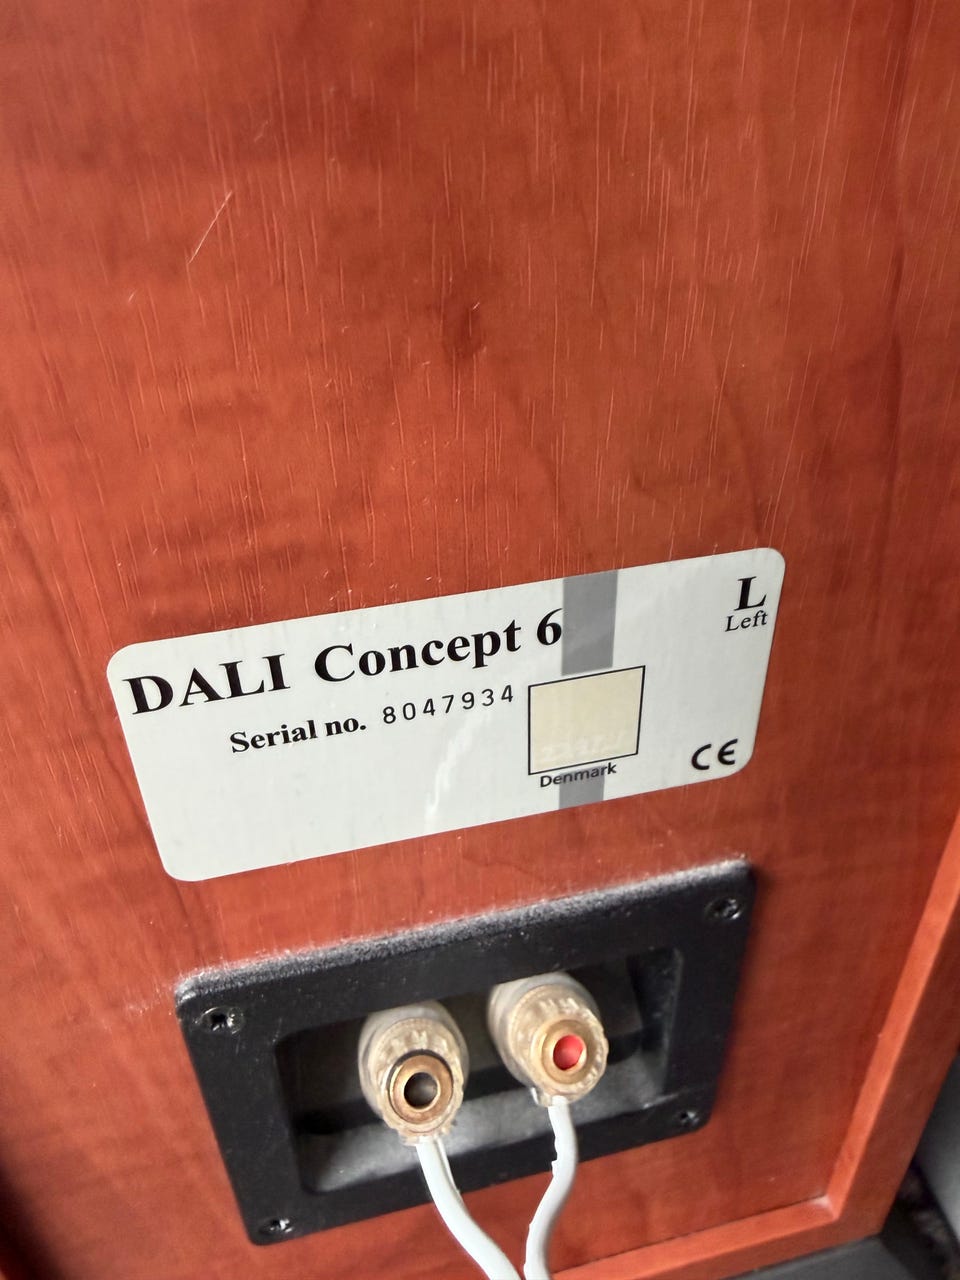 DALI Concept 6
L
Left
Serial no. 8047934
Denmark
CE